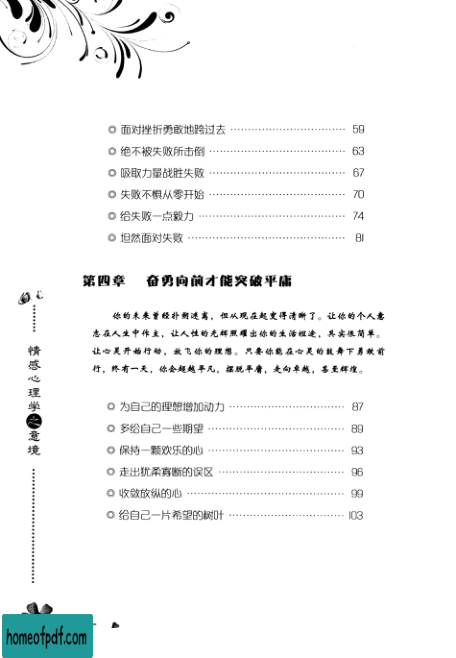 ◎ 面对挫折勇敢地跨过去 ………………………… 59
◎ 绝不被失败所击倒 ………………………… 63
◎ 吸取力量战胜失败 ………………………… 67
◎ 失败不惧从零开始 ………………………… 70
◎ 给失败一点毅力 ………………………… 74
◎ 坦然面对失败 ………………………… 81
第四章 奋勇向前才能突破平庸
你的未来曾经扑朔迷离，但从现在起变得清晰了。让你的个人意
志在人生中作主，让人性的光辉照耀出你的生活坦途，其实很简单。
让心灵开始行动，放飞你的理想。只要你能在心灵的鼓舞下勇敢前
行，终有一天，你会超越平凡，摆脱平庸，走向卓越，甚至辉煌。
◎ 为自己的理想增加动力 ………………………… 87
◎ 多给自己一些期望 ………………………… 89
◎ 保持一颗欢乐的心 ………………………… 93
◎ 走出犹柔寡断的误区 ………………………… 96
◎ 收敛放纵的心 ………………………… 99
◎ 给自己一片希望的树叶 ………………………… 103
情感心理学之意境
homeofpdf.com